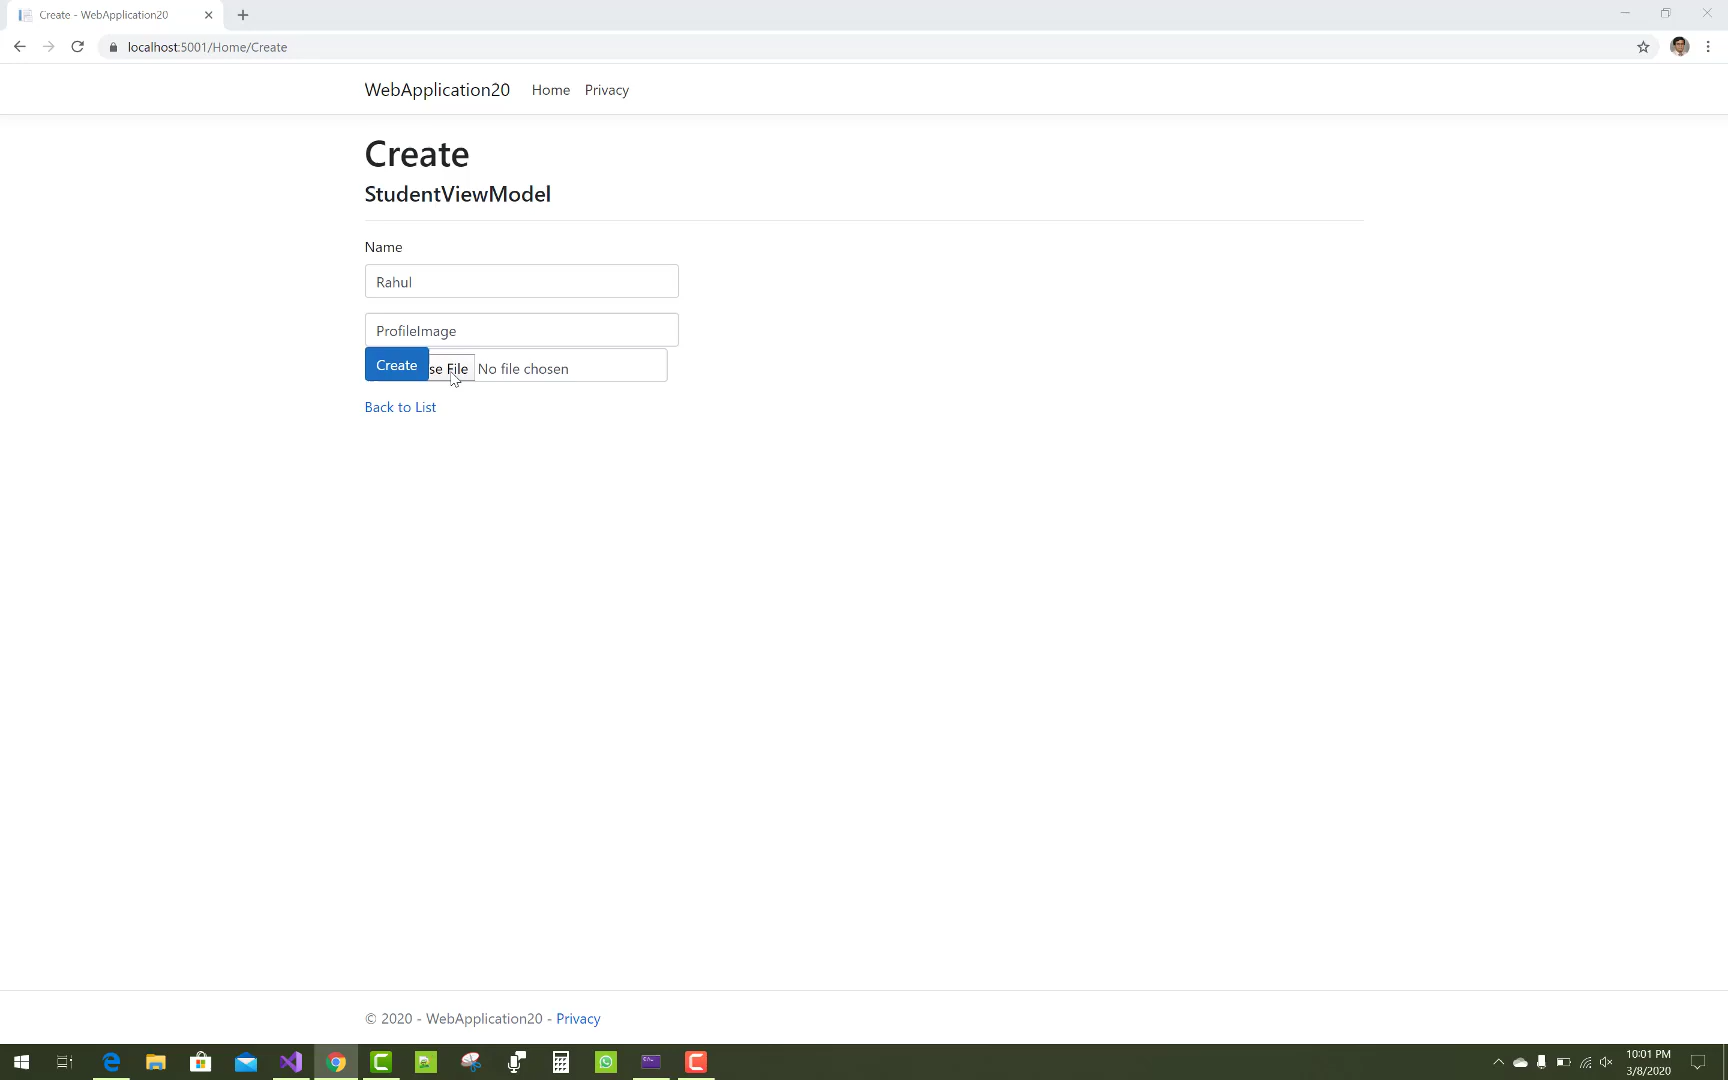 Create - WebApplication20
localhost:5001/Home/Create
WebApplication20 Home Privacy
Create
StudentViewModel
Name
Rahul
ProfileImage
Create se File No file chosen
Back to List
© 2020 - WebApplication20 - Privacy
10:01 PM
3/8/2020